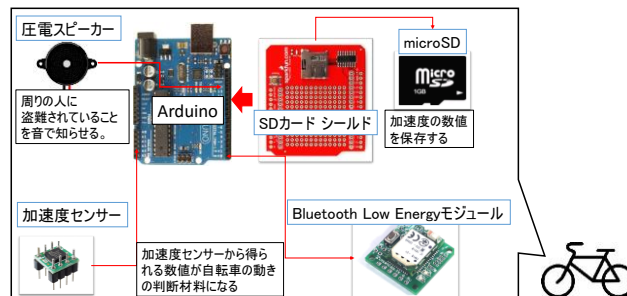 圧電スピーカー
周りの人に
盗難されていること
を音で知らせる。
Arduino
UNO
SDカード シールド
microSD
Micro
SD
1GB
加速度の数値
を保存する
加速度センサー
加速度センサーから得ら
れる数値が自転車の動き
の判断材料になる
Bluetooth Low Energyモジュール